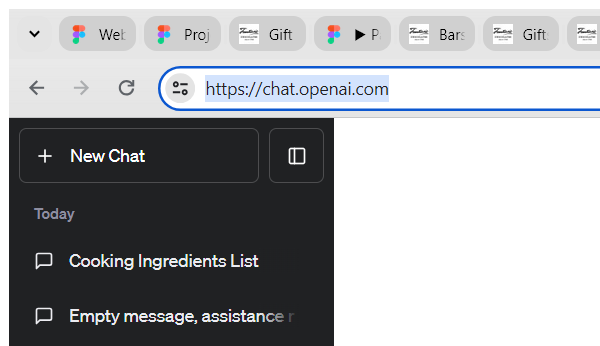 Web Proj Gift ▶ P Bars Gift
https://chat.openai.com
New Chat
Today
Cooking Ingredients List
Empty message, assistance